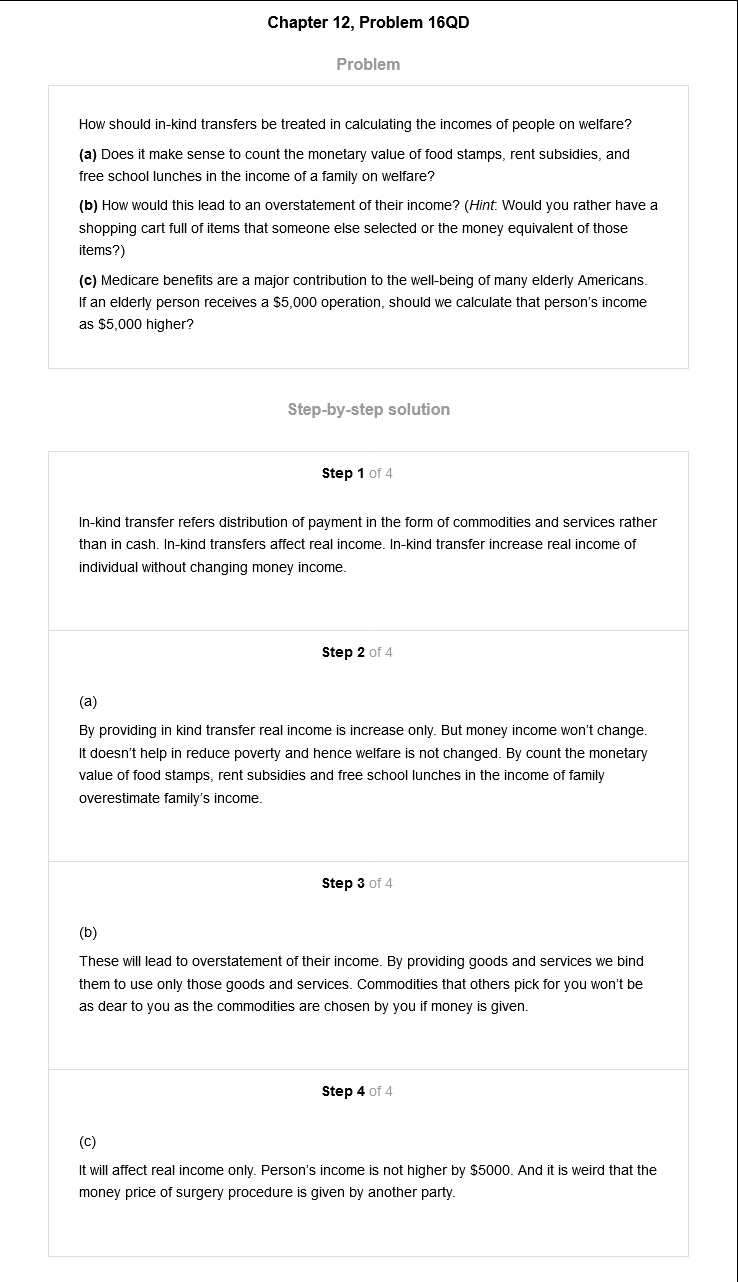 Chapter 12, Problem 16QD
Problem
How should in-kind transfers be treated in calculating the incomes of people on welfare?
(a) Does it make sense to count the monetary value of food stamps, rent subsidies, and
free school lunches in the income of a family on welfare?
(b) How would this lead to an overstatement of their income? (Hint: Would you rather have a
shopping cart full of items that someone else selected or the money equivalent of those
items?)
(c) Medicare benefits are a major contribution to the well-being of many elderly Americans.
If an elderly person receives a $5,000 operation, should we calculate that person's income
as $5,000 higher?
Step-by-step solution
Step 1 of 4
In-kind transfer refers distribution of payment in the form of commodities and services rather
than in cash. In-kind transfers affect real income. In-kind transfer increase real income of
individual without changing money income.
Step 2 of 4
(a)
By providing in kind transfer real income is increase only. But money income won't change.
It doesn't help in reduce poverty and hence welfare is not changed. By count the monetary
value of food stamps, rent subsidies and free school lunches in the income of family
overestimate family's income.
Step 3 of 4
(b)
These will lead to overstatement of their income. By providing goods and services we bind
them to use only those goods and services. Commodities that others pick for you won't be
as dear to you as the commodities are chosen by you if money is given.
Step 4 of 4
(c)
It will affect real income only. Person's income is not higher by $5000. And it is weird that the
money price of surgery procedure is given by another party.